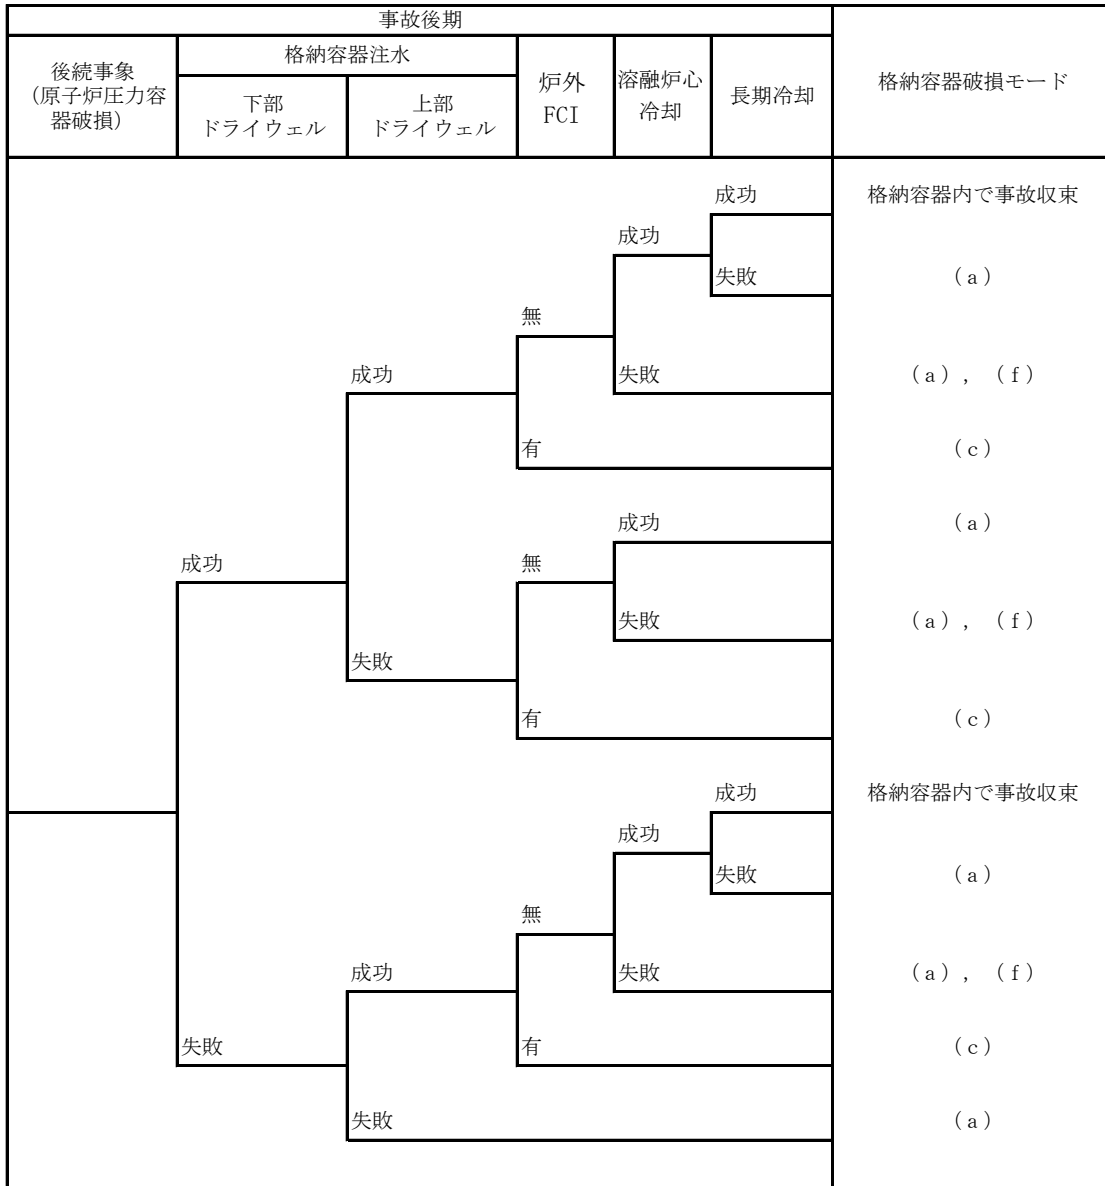 事故後期
後続事象
(原子炉圧力容
器破損)
格納容器注水
下部
ドライウェル
上部
ドライウェル
炉外
FCI
溶融炉心
冷却
長期冷却
格納容器破損モード
成功
格納容器内で事故収束
成功
失敗
(a)
無
成功
失敗
(a), (f)
有
(c)
成功
(a)
成功
無
失敗
(a), (f)
失敗
有
(c)
成功
格納容器内で事故収束
成功
失敗
(a)
無
成功
失敗
(a), (f)
失敗
有
(c)
失敗
(a)